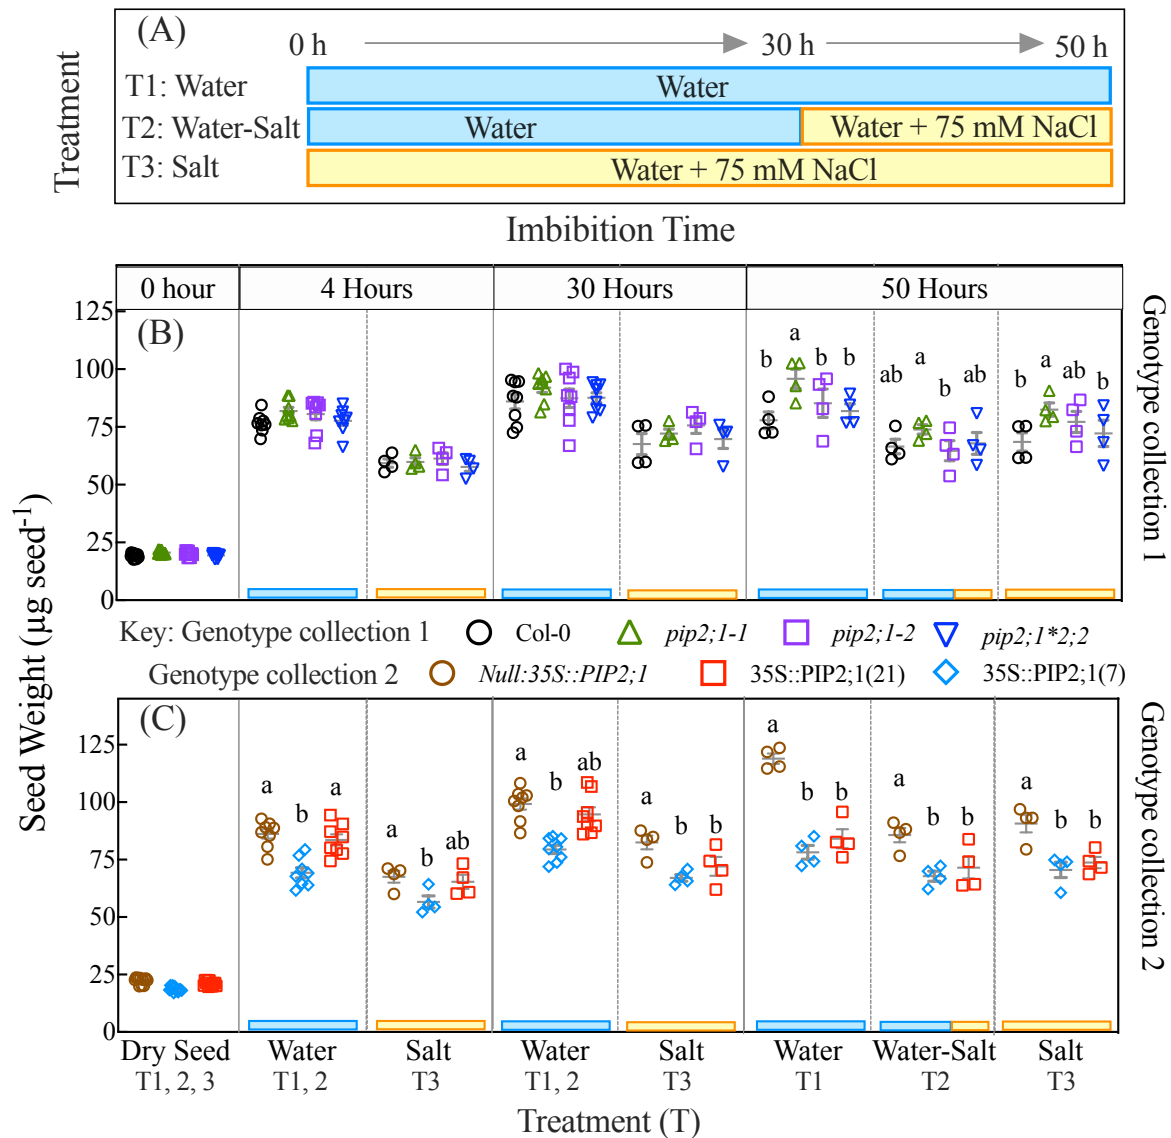 (A)
0 h 30 h 50 h
Treatment
T1: Water
Water
T2: Water-Salt
Water
Water + 75 mM NaCl
T3: Salt
Water + 75 mM NaCl
Imbibition Time
0 hour 4 Hours 30 Hours 50 Hours
Genotype collection 1
(B)
125
100
75
50
25
0
b a b b
ab a b ab
b a ab b
Seed Weight (µg seed⁻¹)
Key: Genotype collection 1 Col-0 pip2;1-1 pip2;1-2 pip2;1*2;2
Genotype collection 2 Null:35S::PIP2;1 35S::PIP2;1(21) 35S::PIP2;1(7)
Genotype collection 2
(C)
125
100
75
50
25
0
a b a
a b ab
a b ab
a b b
a b b
a b b
a b b
Dry Seed Water Salt Water Salt Water Water-Salt Salt
T1, 2, 3 T1, 2 T3 T1, 2 T3 T1 T2 T3
Treatment (T)